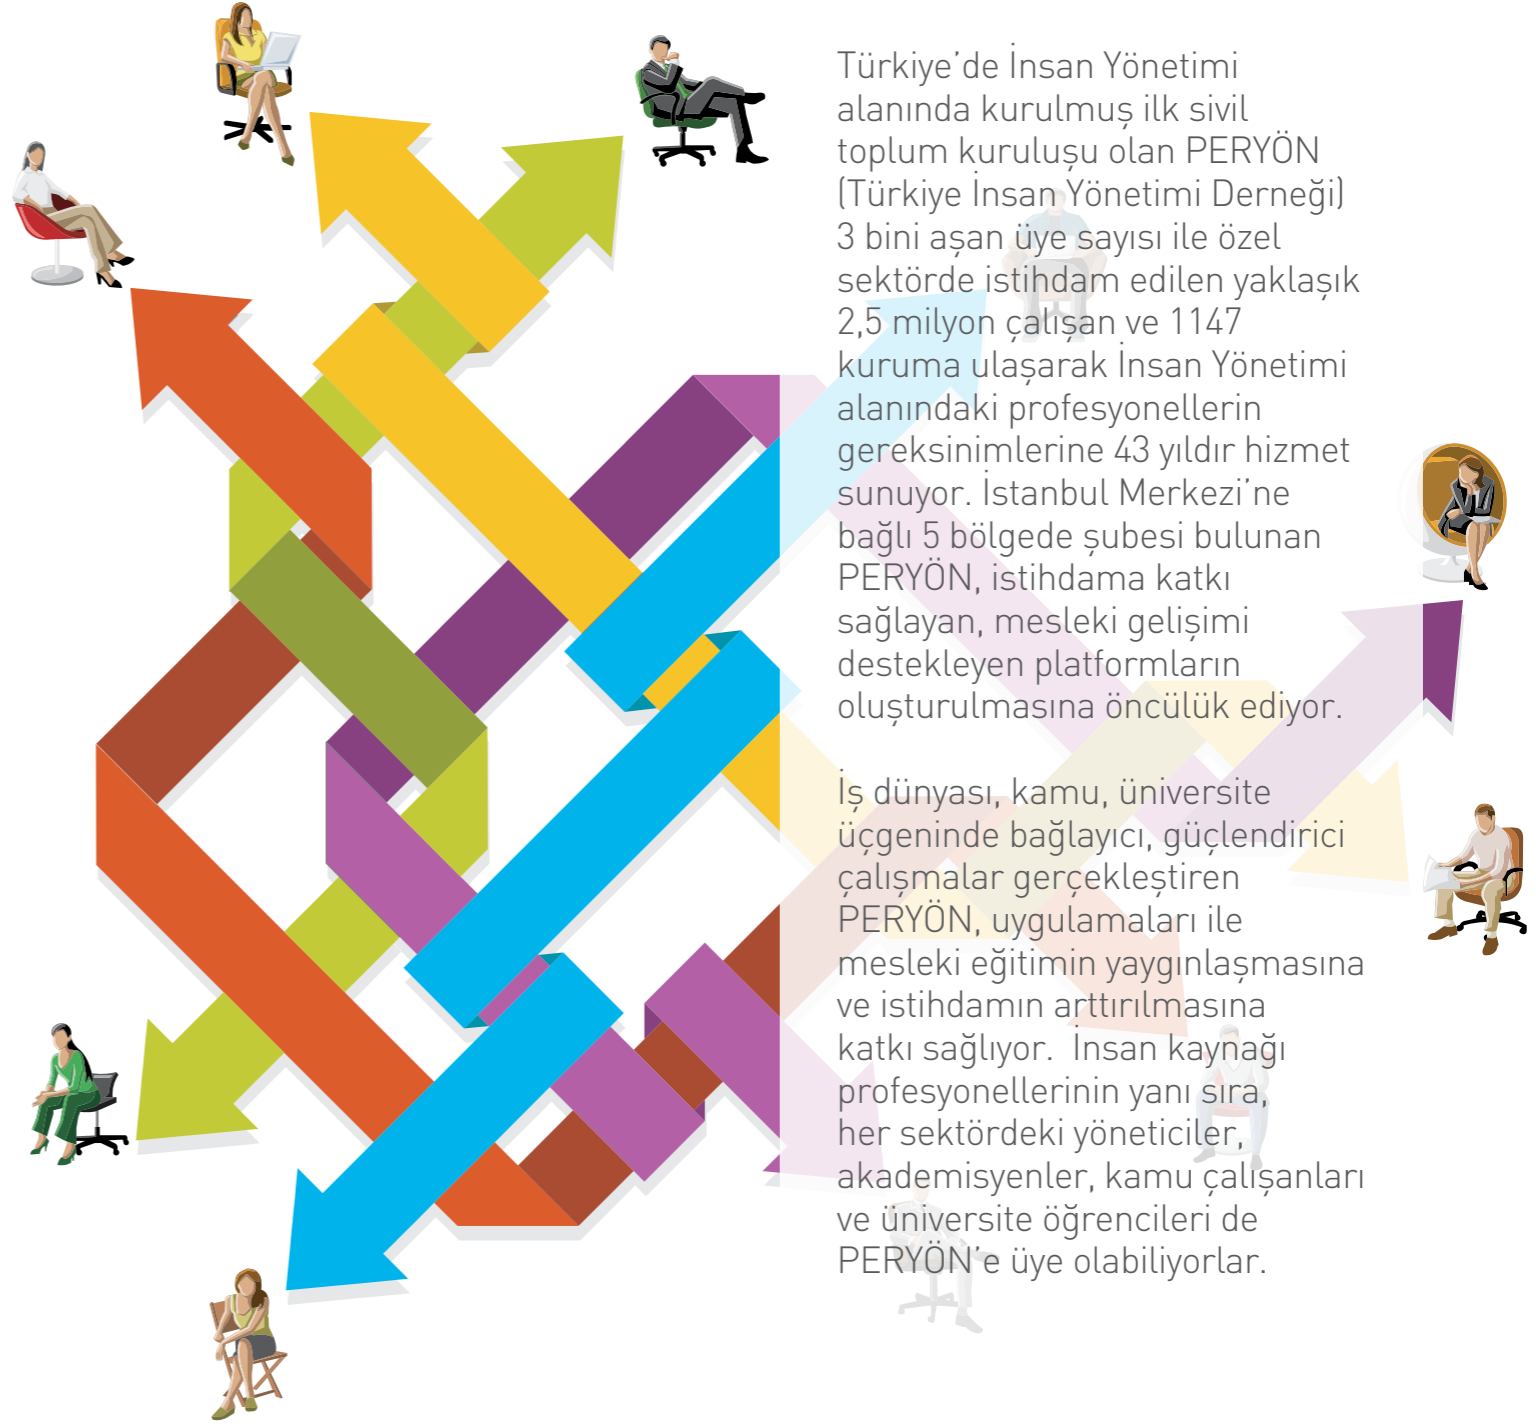 Türkiye’de İnsan Yönetimi
alanında kurulmuş ilk sivil
toplum kuruluşu olan PERYÖN
(Türkiye İnsan Yönetimi Derneği)
3 bini aşan üye sayısı ile özel
sektörde istihdam edilen yaklaşık
2,5 milyon çalışan ve 1147
kuruma ulaşarak İnsan Yönetimi
alanındaki profesyonellerin
gereksinimlerine 43 yıldır hizmet
sunuyor. İstanbul Merkezi’ne
bağlı 5 bölgede şubesi bulunan
PERYÖN, istihdama katkı
sağlayan, mesleki gelişimi
destekleyen platformların
oluşturulmasına öncülük ediyor.
İş dünyası, kamu, üniversite
üçgeninde bağlayıcı, güçlendirici
çalışmalar gerçekleştiren
PERYÖN, uygulamaları ile
mesleki eğitimin yaygınlaşmasına
ve istihdamın arttırılmasına
katkı sağlıyor.  İnsan kaynağı
profesyonellerinin yanı sıra,
her sektördeki yöneticiler,
akademisyenler, kamu çalışanları
ve üniversite öğrencileri de
PERYÖN’e üye olabiliyorlar.